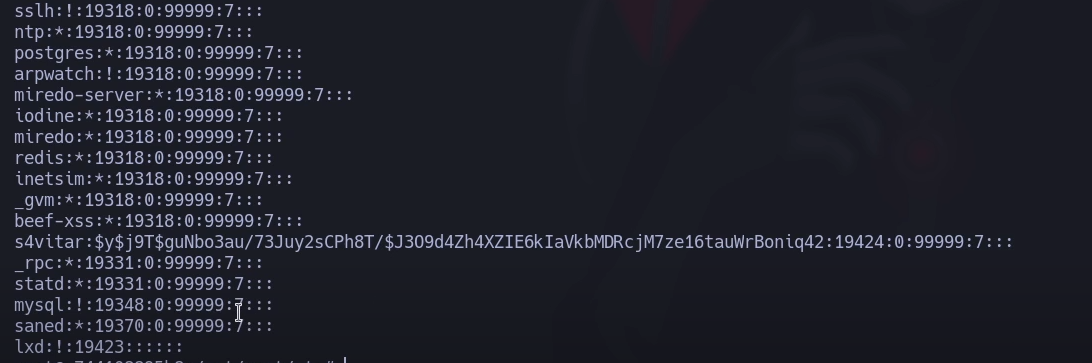 sslh:!:19318:0:99999:7:::
ntp:*:19318:0:99999:7:::
postgres:*:19318:0:99999:7:::
arpwatch:!:19318:0:99999:7:::
miredo-server:*:19318:0:99999:7:::
iodine:*:19318:0:99999:7:::
miredo:*:19318:0:99999:7:::
redis:*:19318:0:99999:7:::
inetsim:*:19318:0:99999:7:::
_gvm:*:19318:0:99999:7:::
beef-xss:*:19318:0:99999:7:::
s4vitar:$y$j9T$guNbo3au/73Juy2sCPh8T/$J3O9d4Zh4XZIE6kIaVkbMDRcjM7ze16tauWrBoniq42:19424:0:99999:7:::
_rpc:*:19331:0:99999:7:::
statd:*:19331:0:99999:7:::
mysql:!:19348:0:99999:7:::
saned:*:19370:0:99999:7:::
lxd:!:19423::::::